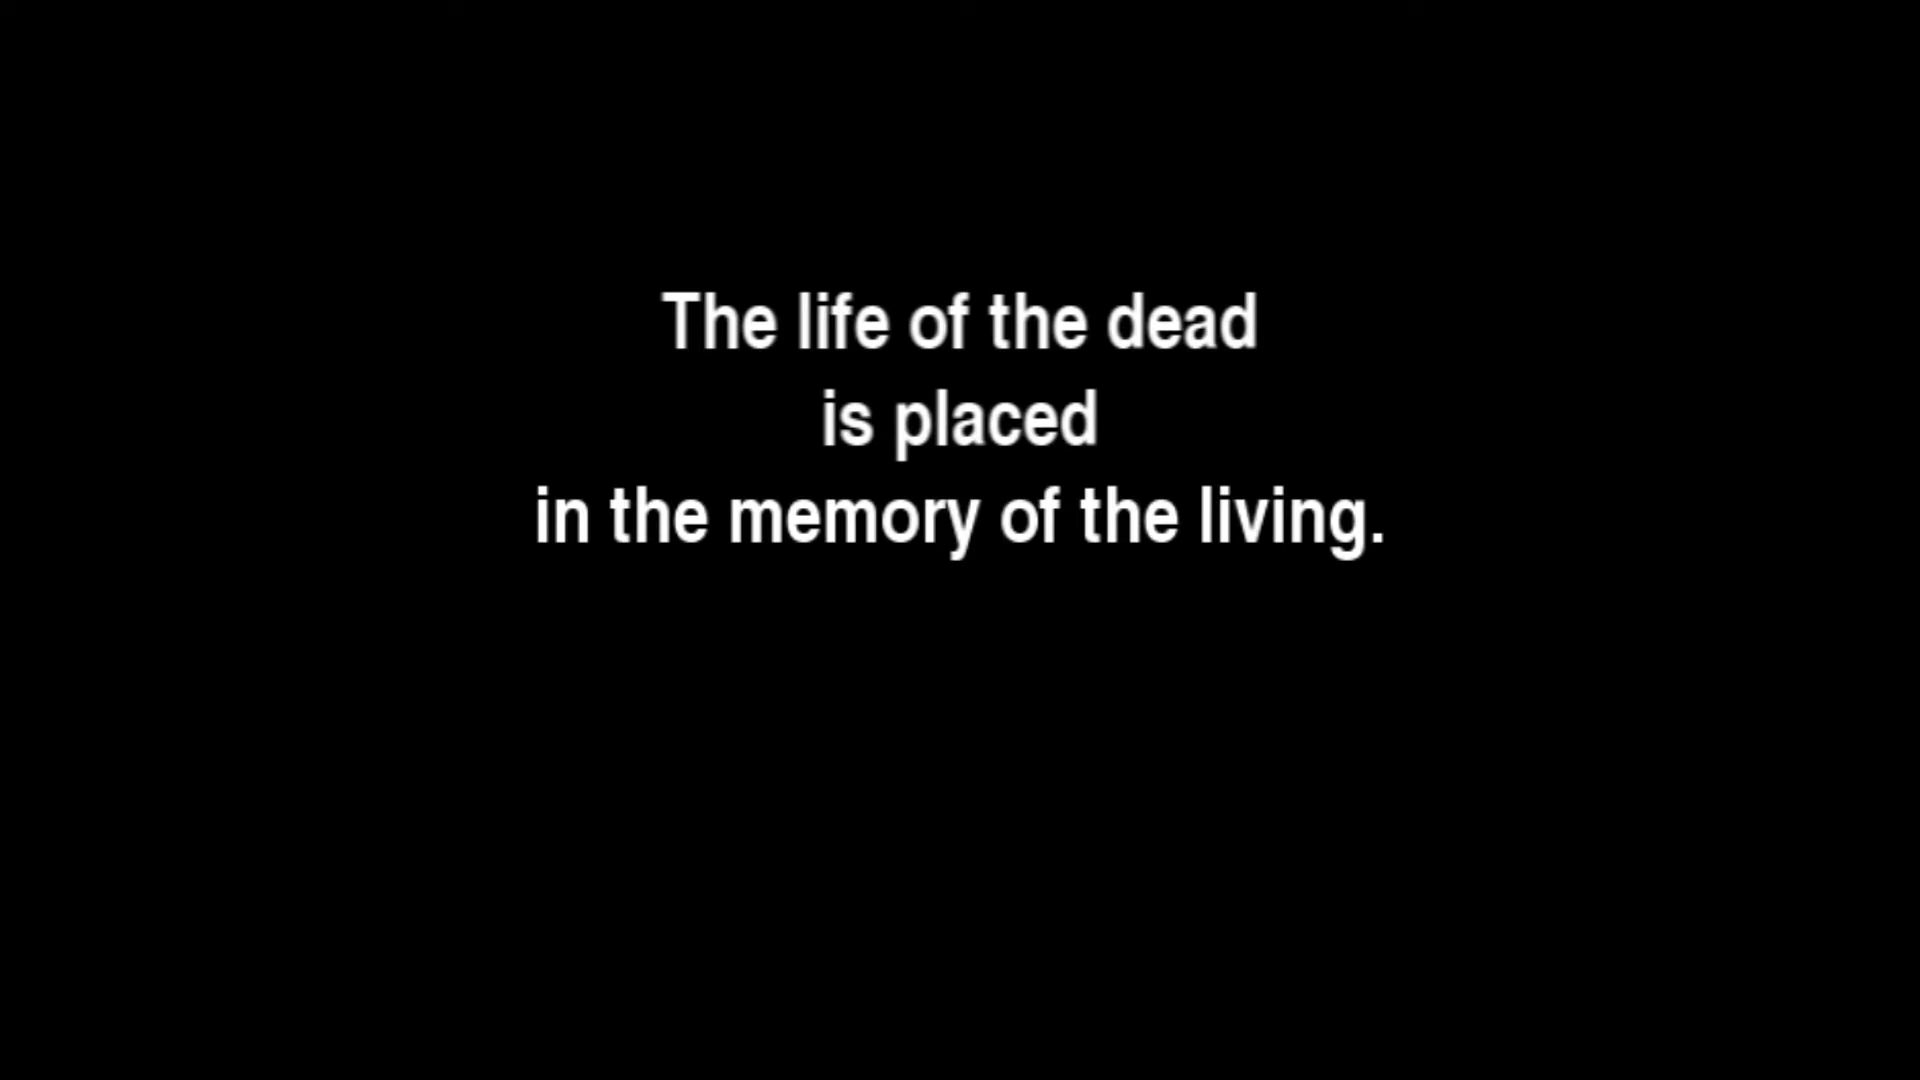 The life of the dead
is placed
in the memory of the living.